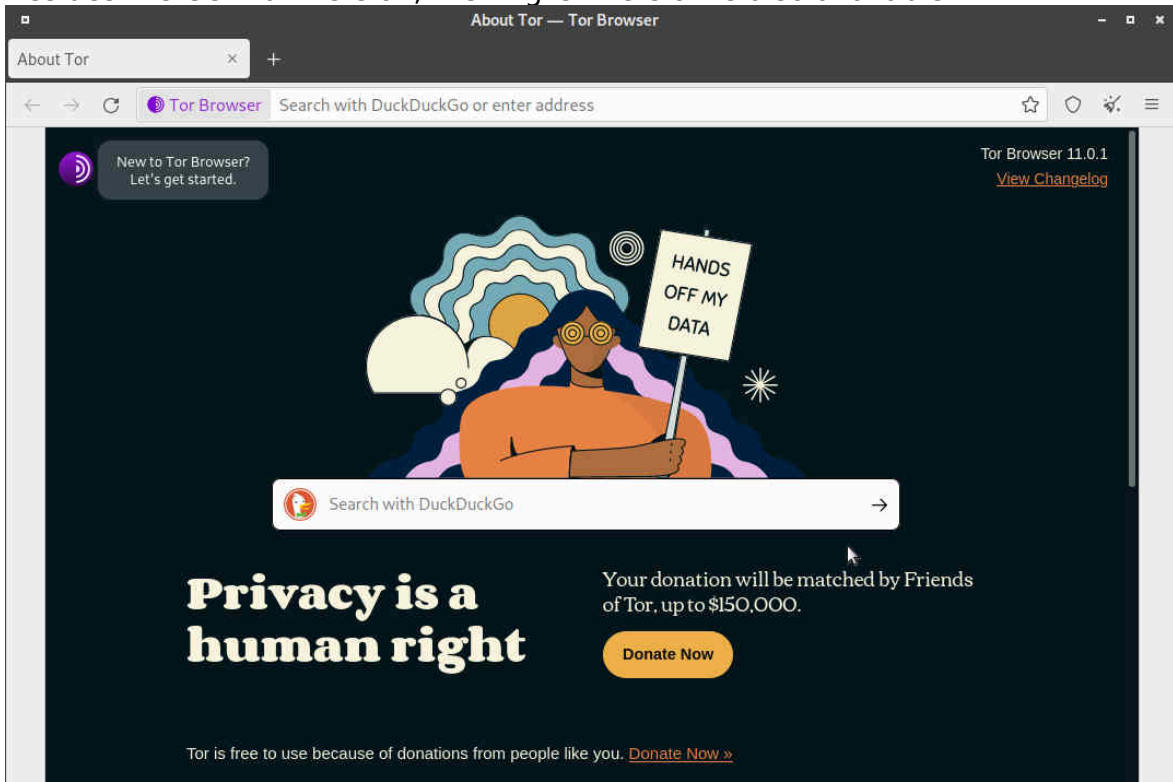 About Tor — Tor Browser
About Tor
Tor Browser Search with DuckDuckGo or enter address
New to Tor Browser?
Let's get started.
Tor Browser 11.0.1
View Changelog
HANDS
OFF MY
DATA
Search with DuckDuckGo
Privacy is a
human right
Your donation will be matched by Friends
of Tor, up to $150,000.
Donate Now
Tor is free to use because of donations from people like you. Donate Now »